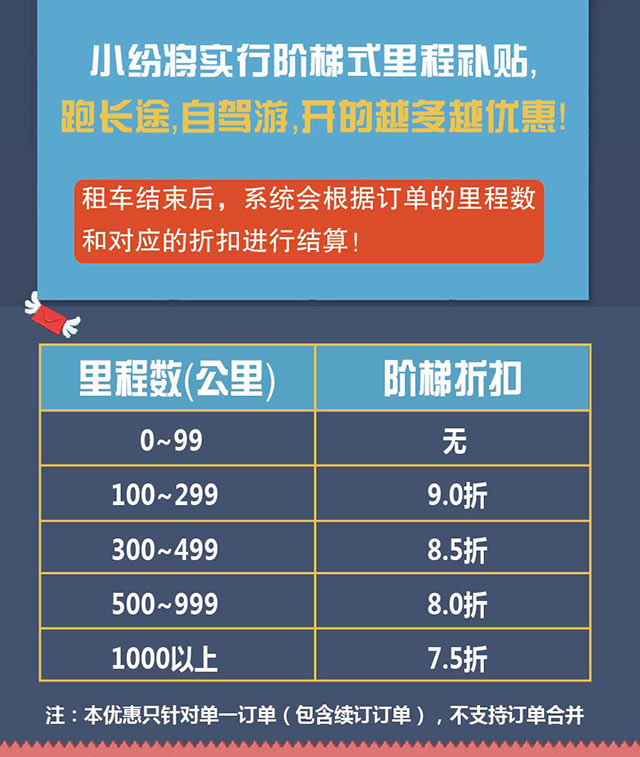 小纷将实行阶梯式里程补贴,
跑长途,自驾游,开的越多越优惠!
租车结束后，系统会根据订单的里程数
和对应的折扣进行结算!
里程数(公里) 阶梯折扣
0~99 无
100~299 9.0折
300~499 8.5折
500~999 8.0折
1000以上 7.5折
注：本优惠只针对单一订单（包含续订订单），不支持订单合并